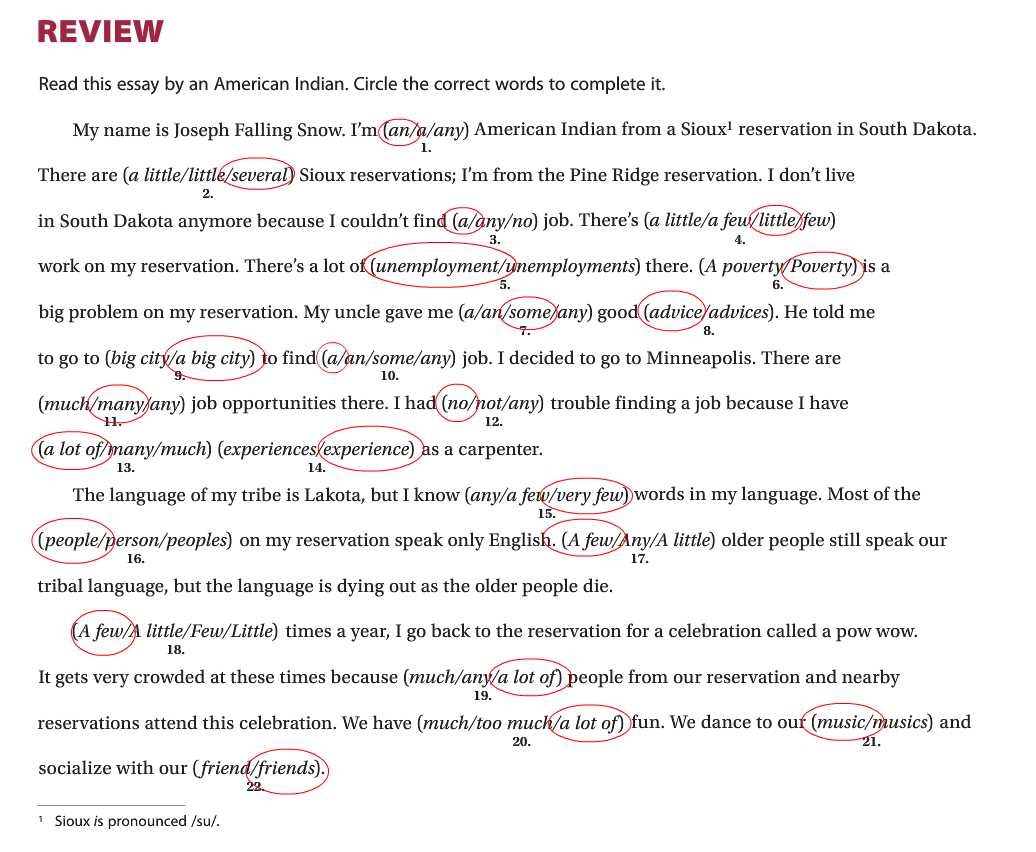 REVIEW
Read this essay by an American Indian. Circle the correct words to complete it.
My name is Joseph Falling Snow. I'm (an/a/any) American Indian from a Sioux¹ reservation in South Dakota.
1.
There are (a little/little/several) Sioux reservations; I'm from the Pine Ridge reservation. I don't live
2.
in South Dakota anymore because I couldn't find (a/any/no) job. There's (a little/a few/little/few)
3. 4.
work on my reservation. There's a lot of (unemployment/unemployments) there. (A poverty/Poverty) is a
5. 6.
big problem on my reservation. My uncle gave me (a/an/some/any) good (advice/advices). He told me
7. 8.
to go to (big city/a big city) to find (a/an/some/any) job. I decided to go to Minneapolis. There are
9. 10.
(much/many/any) job opportunities there. I had (no/not/any) trouble finding a job because I have
11. 12.
(a lot of/many/much) (experiences/experience) as a carpenter.
13. 14.
The language of my tribe is Lakota, but I know (any/a few/very few) words in my language. Most of the
15.
(people/person/peoples) on my reservation speak only English. (A few/Any/A little) older people still speak our
16. 17.
tribal language, but the language is dying out as the older people die.
(A few/A little/Few/Little) times a year, I go back to the reservation for a celebration called a pow wow.
18.
It gets very crowded at these times because (much/any/a lot of) people from our reservation and nearby
19.
reservations attend this celebration. We have (much/too much/a lot of) fun. We dance to our (music/musics) and
20. 21.
socialize with our (friend/friends).
22.
¹ Sioux is pronounced /su/.